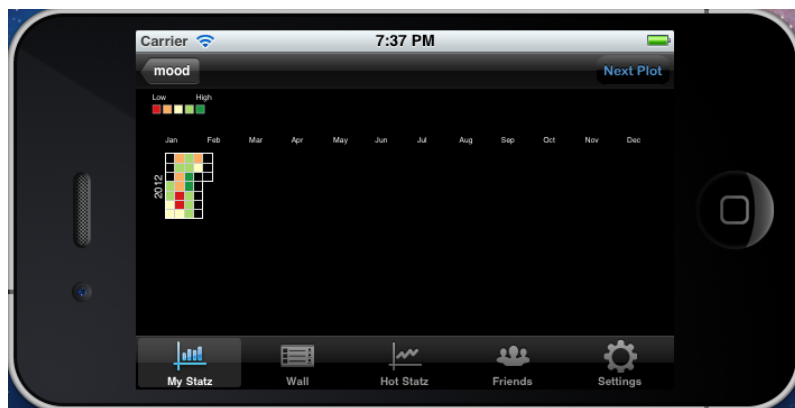 Carrier 7:37 PM
mood Next Plot
Low High
Jan Feb Mar Apr May Jun Jul Aug Sep Oct Nov Dec
2012
My Statz Wall Hot Statz Friends Settings